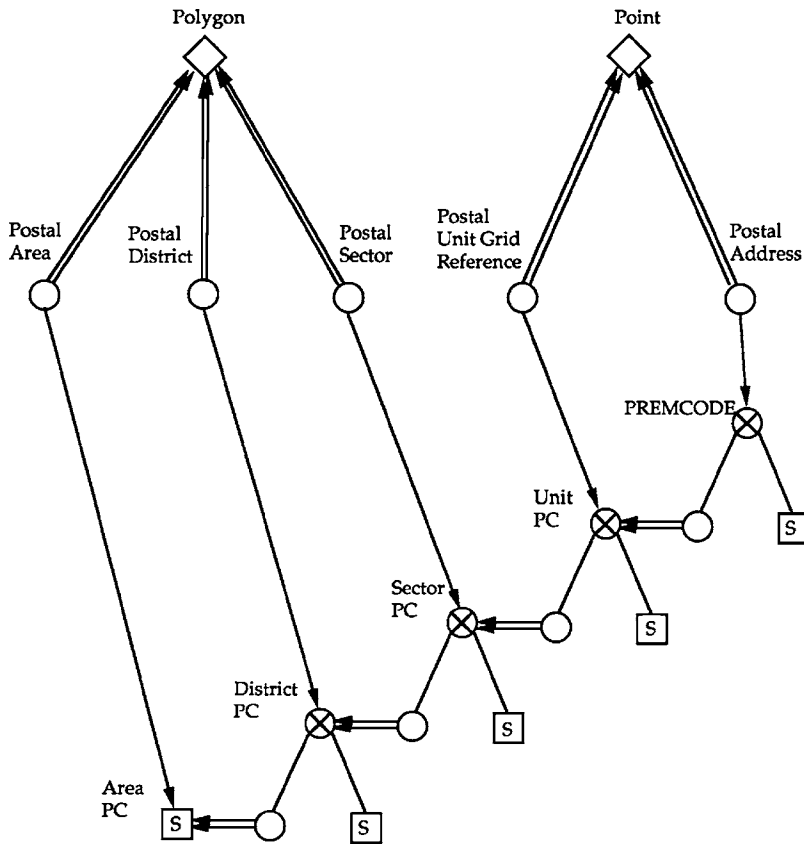 Polygon
Point
Postal
Area
Postal
District
Postal
Sector
Postal
Unit Grid
Reference
Postal
Address
PREMCODE
Unit
PC
S
Sector
PC
S
District
PC
S
Area
PC
S
S